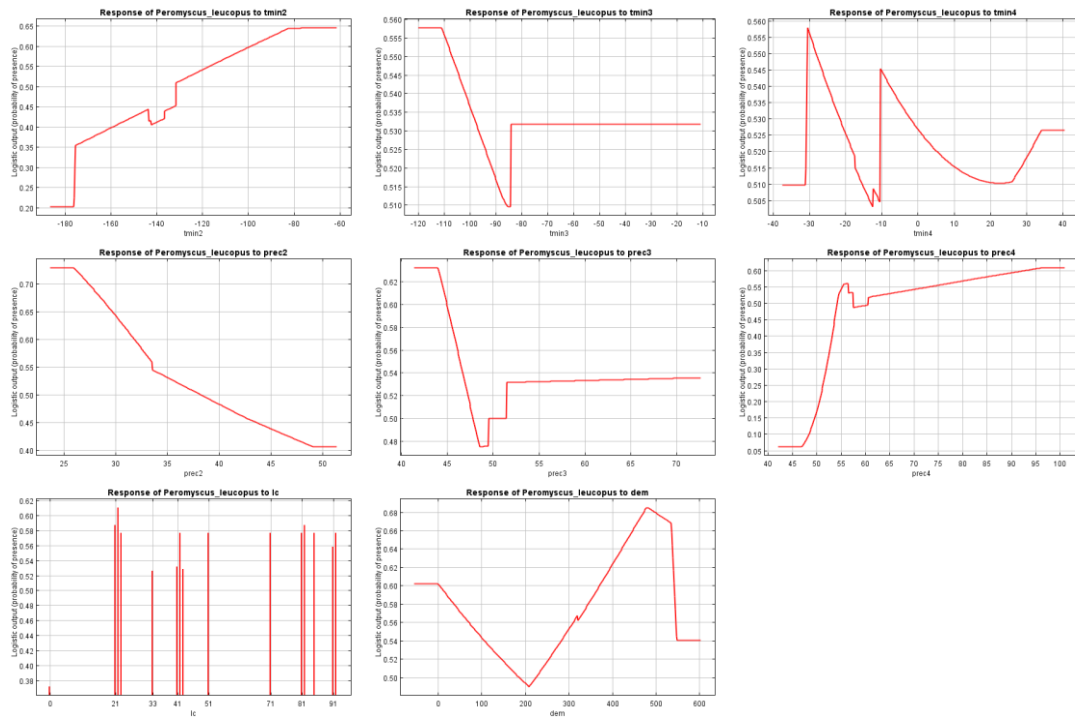 Response of Peromyscus_leucopus to tmin2
Logistic output (probability of presence)
0.65
0.60
0.55
0.50
0.45
0.40
0.35
0.30
0.25
0.20
-180 -160 -140 -120 -100 -80 -60
tmin2
Response of Peromyscus_leucopus to tmin3
Logistic output (probability of presence)
0.560
0.555
0.550
0.545
0.540
0.535
0.530
0.525
0.520
0.515
0.510
-120 -110 -100 -90 -80 -70 -60 -50 -40 -30 -20 -10
tmin3
Response of Peromyscus_leucopus to tmin4
Logistic output (probability of presence)
0.555
0.550
0.545
0.540
0.535
0.530
0.525
0.520
0.515
0.510
0.505
-30 -20 -10 0 10 20 30 40
tmin4
Response of Peromyscus_leucopus to prec2
Logistic output (probability of presence)
0.70
0.65
0.60
0.55
0.50
0.45
0.40
25 30 35 40 45 50
prec2
Response of Peromyscus_leucopus to prec3
Logistic output (probability of presence)
0.62
0.60
0.58
0.56
0.54
0.52
0.50
0.48
45 50 55 60 65 70
prec3
Response of Peromyscus_leucopus to prec4
Logistic output (probability of presence)
0.60
0.55
0.50
0.45
0.40
0.35
0.30
0.25
0.20
0.15
0.10
0.05
40 45 50 55 60 65 70 75 80 85 90 95 100
prec4
Response of Peromyscus_leucopus to lc
Logistic output (probability of presence)
0.62
0.60
0.58
0.56
0.54
0.52
0.50
0.48
0.46
0.44
0.42
0.40
0.38
0 21 33 41 51 71 81 91
lc
Response of Peromyscus_leucopus to dem
Logistic output (probability of presence)
0.68
0.66
0.64
0.62
0.60
0.58
0.56
0.54
0.52
0.50
0 100 200 300 400 500 600
dem